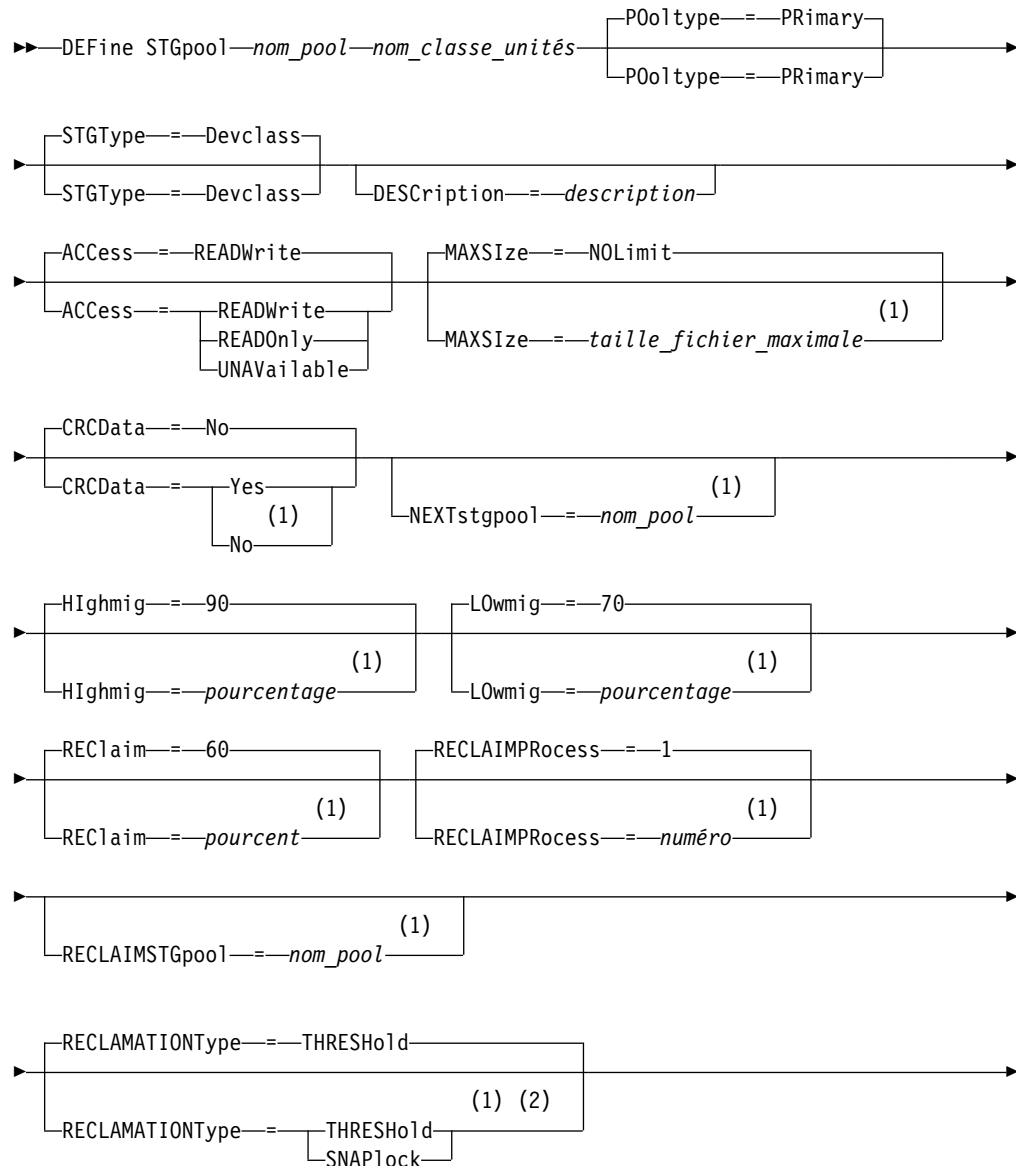 POoltype = PRimary
DEFine STGpool nom_pool nom_classe_unités
POoltype = PRimary
STGType = Devclass
STGType = Devclass
DESCription = description
ACCess = READWrite
ACCess = READWrite
READOnly
UNAVailable
MAXSIze = NOLimit
(1)
MAXSIze = taille_fichier_maximale
CRCData = No
CRCData = Yes
(1)
No
(1)
NEXTstgpool = nom_pool
HIghmig = 90
(1)
HIghmig = pourcentage
LOwmig = 70
(1)
LOwmig = pourcentage
REClaim = 60
(1)
REClaim = pourcent
RECLAIMPRocess = 1
(1)
RECLAIMPRocess = numéro
(1)
RECLAIMSTGpool = nom_pool
RECLAMATIONType = THRESHold
(1) (2)
RECLAMATIONType = THRESHold
SNAPlock